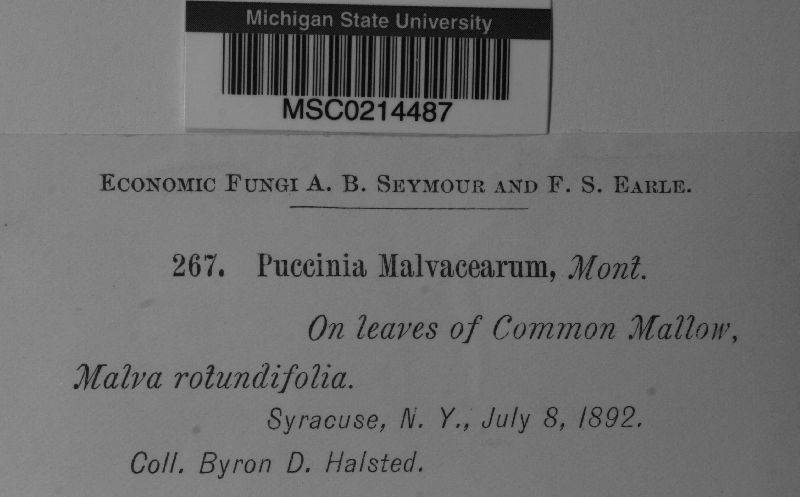 Michigan State University
MSC0214487
Economic Fungi A. B. Seymour and F. S. Earle.
267. Puccinia Malvacearum, Mont.
On leaves of Common Mallow,
Malva rotundifolia.
Syracuse, N. Y., July 8, 1892.
Coll. Byron D. Halsted.